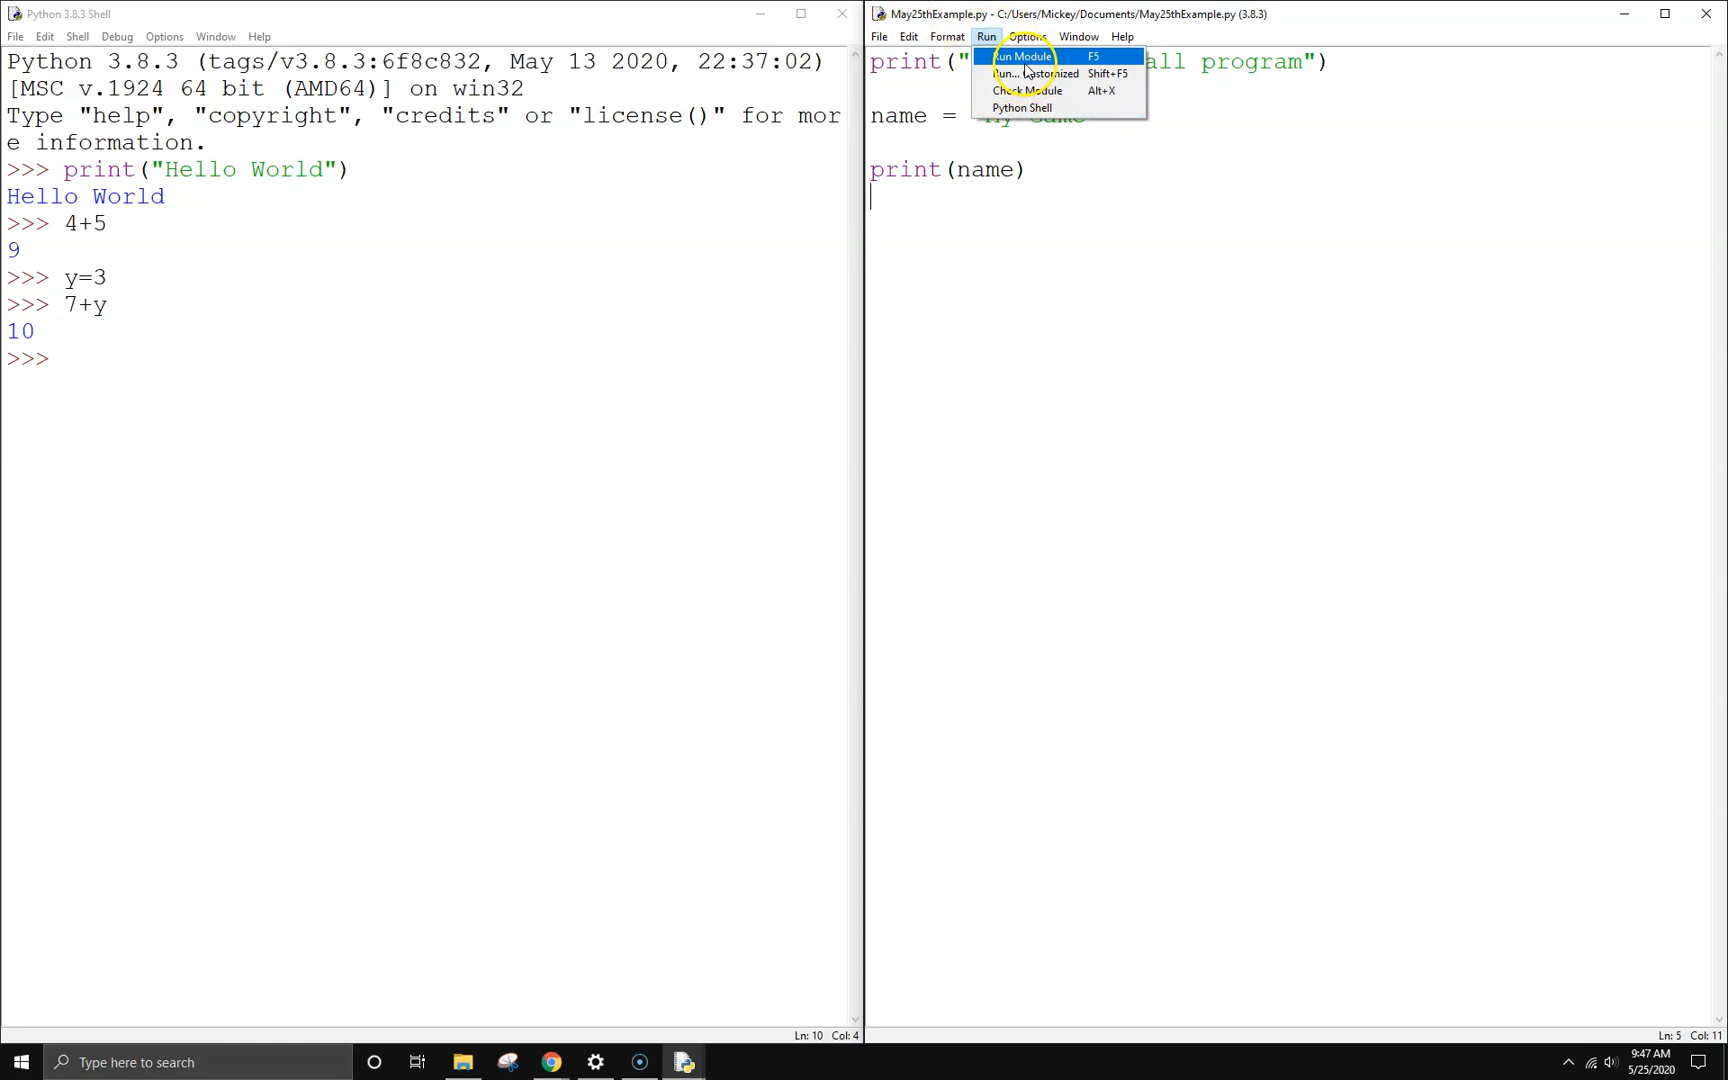 Python 3.8.3 Shell
File Edit Shell Debug Options Window Help
Python 3.8.3 (tags/v3.8.3:6f8c832, May 13 2020, 22:37:02)
[MSC v.1924 64 bit (AMD64)] on win32
Type "help", "copyright", "credits" or "license()" for mor
e information.
>>> print("Hello World")
Hello World
>>> 4+5
9
>>> y=3
>>> 7+y
10
>>>
Ln: 10 Col: 4
May25thExample.py - C:/Users/Mickey/Documents/May25thExample.py (3.8.3)
File Edit Format Run Options Window Help
Run Module F5
Run... Customized Shift+F5
Check Module Alt+X
Python Shell
print(" all program")
name =
print(name)
Ln: 5 Col: 11
Type here to search
9:47 AM
5/25/2020